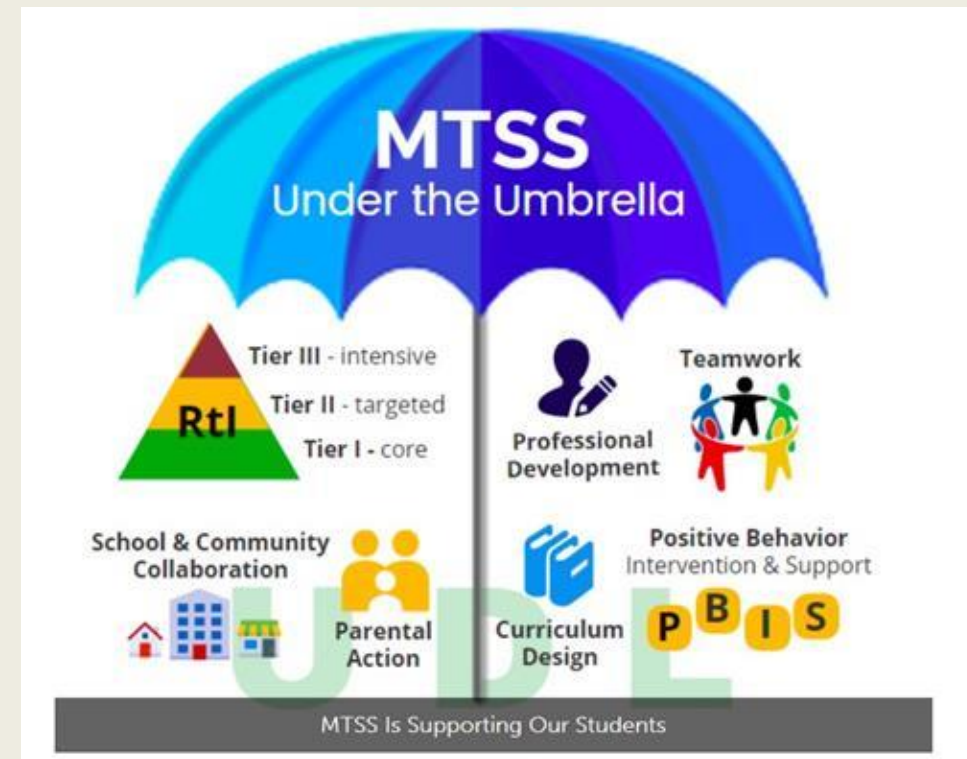 MTSS
Under the Umbrella
RtI
Tier III - intensive
Tier II - targeted
Tier I - core
Professional
Development
Teamwork
School & Community
Collaboration
Parental
Action
Curriculum
Design
Positive Behavior
Intervention & Support
P B I S
UDL
MTSS Is Supporting Our Students